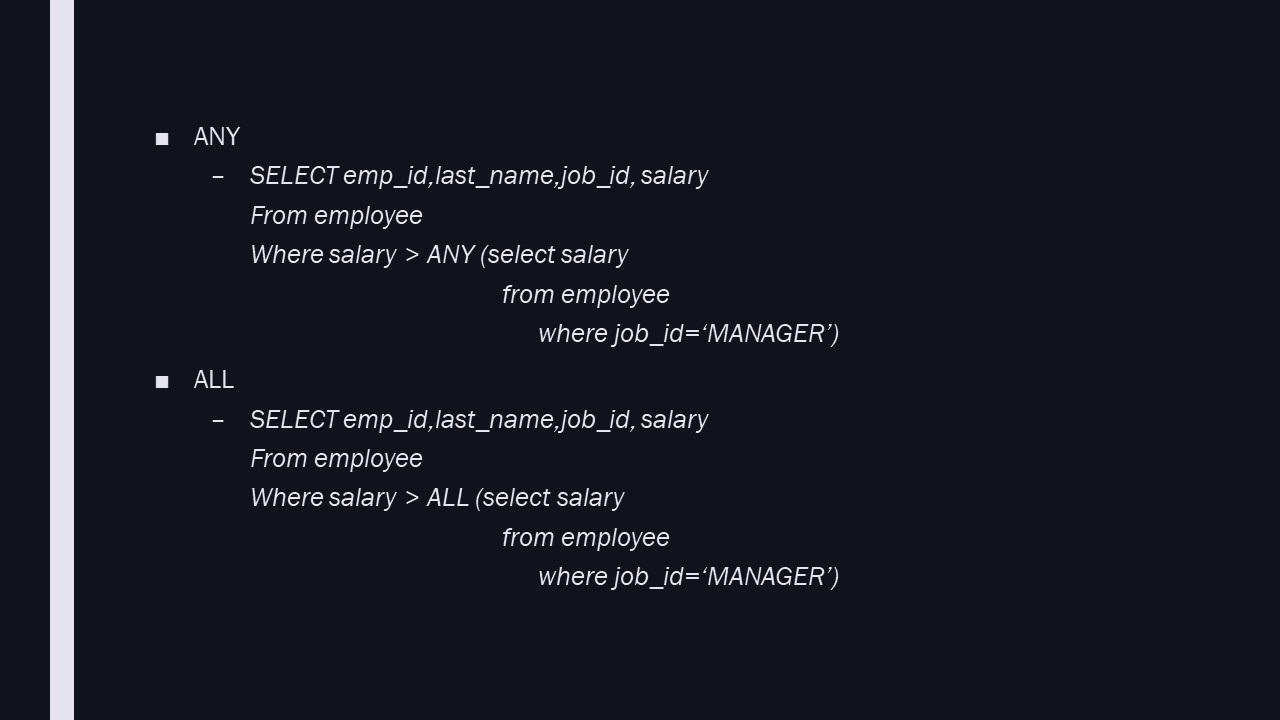 ▪ ANY
– SELECT emp_id,last_name,job_id, salary
From employee
Where salary > ANY (select salary
from employee
where job_id=‘MANAGER’)
▪ ALL
– SELECT emp_id,last_name,job_id, salary
From employee
Where salary > ALL (select salary
from employee
where job_id=‘MANAGER’)